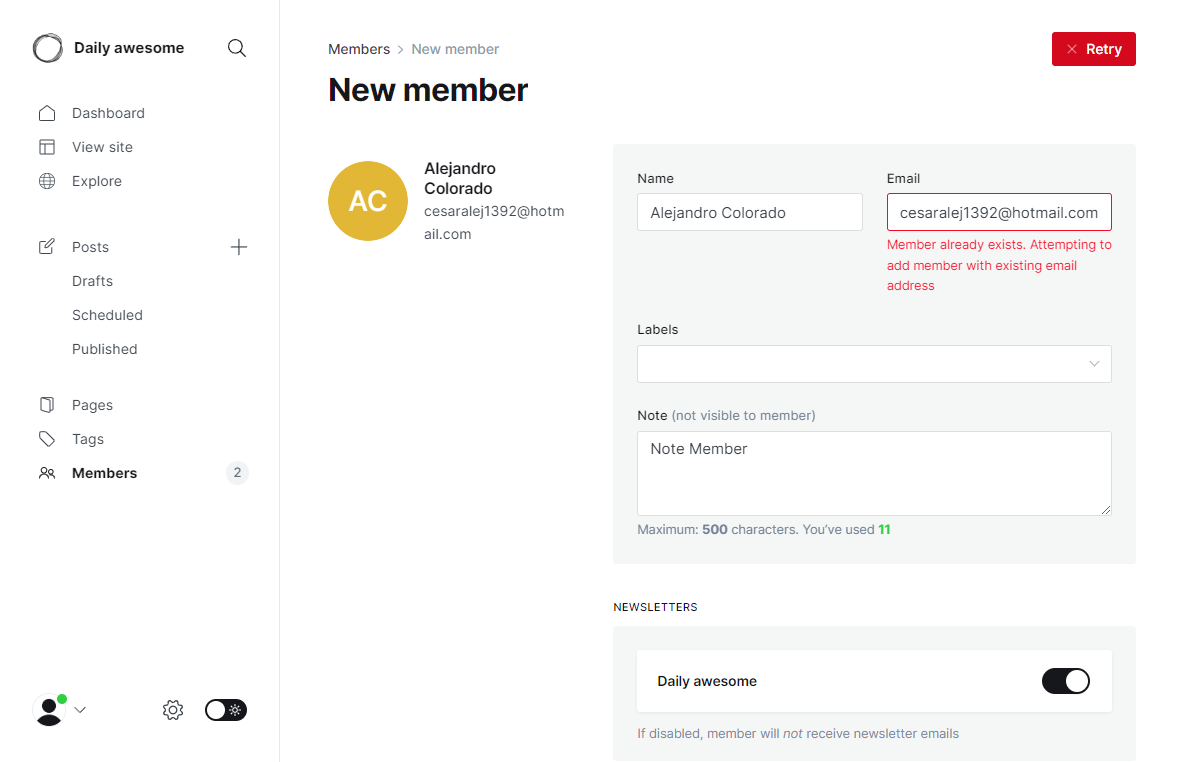 Daily awesome
Dashboard
View site
Explore
Posts
Drafts
Scheduled
Published
Pages
Tags
Members 2
Members > New member
Retry
New member
AC
Alejandro
Colorado
cesaralej1392@hotm
ail.com
Name
Alejandro Colorado
Email
cesaralej1392@hotmail.com
Member already exists. Attempting to
add member with existing email
address
Labels
Note (not visible to member)
Note Member
Maximum: 500 characters. You’ve used 11
NEWSLETTERS
Daily awesome
If disabled, member will not receive newsletter emails